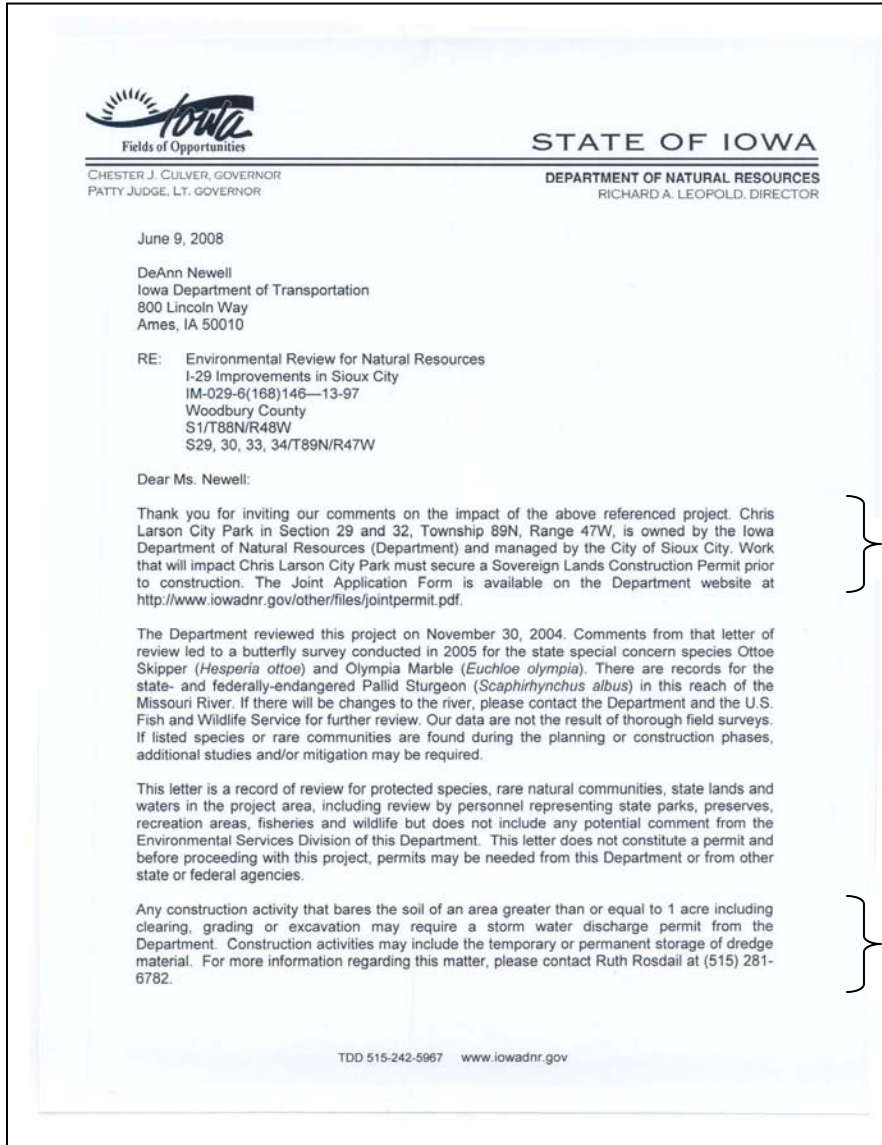 Iowa
Fields of Opportunities
STATE OF IOWA
CHESTER J. CULVER, GOVERNOR
PATTY JUDGE, LT. GOVERNOR
DEPARTMENT OF NATURAL RESOURCES
RICHARD A. LEOPOLD, DIRECTOR
June 9, 2008
DeAnn Newell
Iowa Department of Transportation
800 Lincoln Way
Ames, IA 50010
RE: Environmental Review for Natural Resources
I-29 Improvements in Sioux City
IM-029-6(168)146—13-97
Woodbury County
S1/T88N/R48W
S29, 30, 33, 34/T89N/R47W
Dear Ms. Newell:
Thank you for inviting our comments on the impact of the above referenced project. Chris
Larson City Park in Section 29 and 32, Township 89N, Range 47W, is owned by the Iowa
Department of Natural Resources (Department) and managed by the City of Sioux City. Work
that will impact Chris Larson City Park must secure a Sovereign Lands Construction Permit prior
to construction. The Joint Application Form is available on the Department website at
http://www.iowadnr.gov/other/files/jointpermit.pdf.
The Department reviewed this project on November 30, 2004. Comments from that letter of
review led to a butterfly survey conducted in 2005 for the state special concern species Ottoe
Skipper (Hesperia ottoe) and Olympia Marble (Euchloe olympia). There are records for the
state- and federally-endangered Pallid Sturgeon (Scaphirhynchus albus) in this reach of the
Missouri River. If there will be changes to the river, please contact the Department and the U.S.
Fish and Wildlife Service for further review. Our data are not the result of thorough field surveys.
If listed species or rare communities are found during the planning or construction phases,
additional studies and/or mitigation may be required.
This letter is a record of review for protected species, rare natural communities, state lands and
waters in the project area, including review by personnel representing state parks, preserves,
recreation areas, fisheries and wildlife but does not include any potential comment from the
Environmental Services Division of this Department. This letter does not constitute a permit and
before proceeding with this project, permits may be needed from this Department or from other
state or federal agencies.
Any construction activity that bares the soil of an area greater than or equal to 1 acre including
clearing, grading or excavation may require a storm water discharge permit from the
Department. Construction activities may include the temporary or permanent storage of dredge
material. For more information regarding this matter, please contact Ruth Rosdail at (515) 281-
6782.
TDD 515-242-5967 www.iowadnr.gov